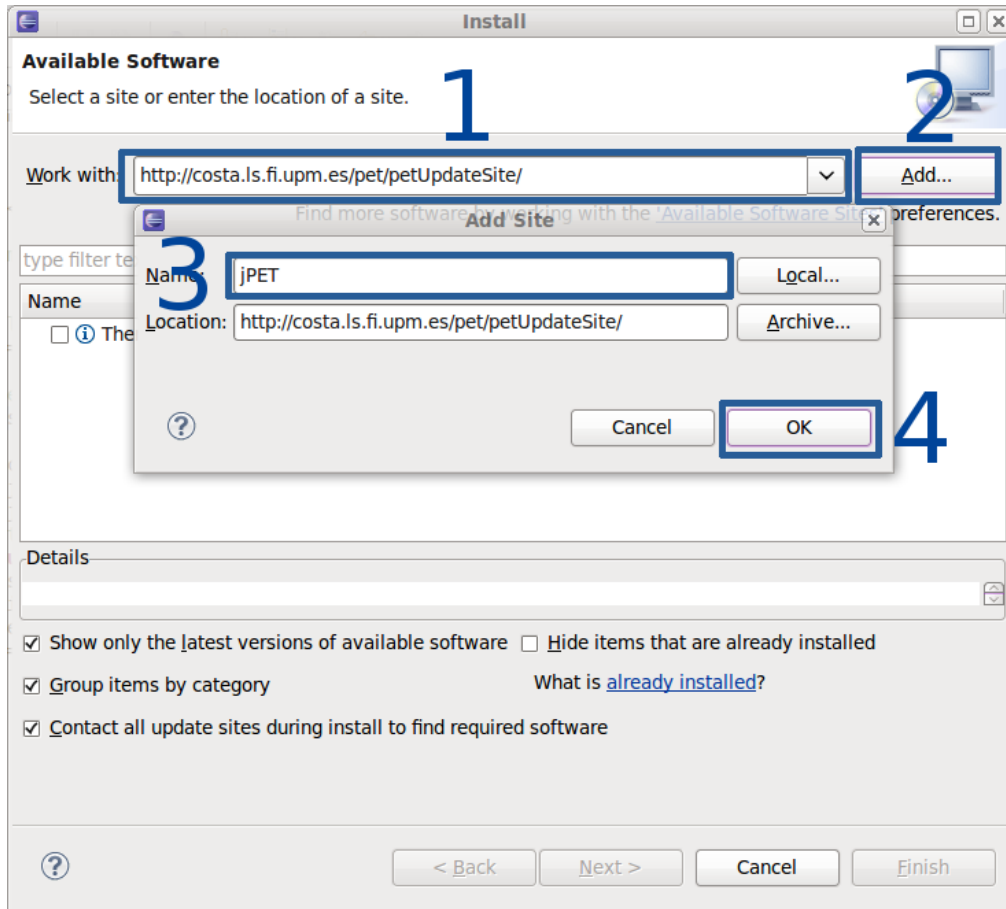 Install
Available Software
Select a site or enter the location of a site.
1
2
Work with: http://costa.ls.fi.upm.es/pet/petUpdateSite/ Add...
Find more software by working with the 'Available Software Sites' preferences.
Add Site
type filter te
3
Name: jPET Local...
Name
Location: http://costa.ls.fi.upm.es/pet/petUpdateSite/ Archive...
The
Cancel OK
4
Details
Show only the latest versions of available software Hide items that are already installed
Group items by category What is already installed?
Contact all update sites during install to find required software
< Back Next > Cancel Finish